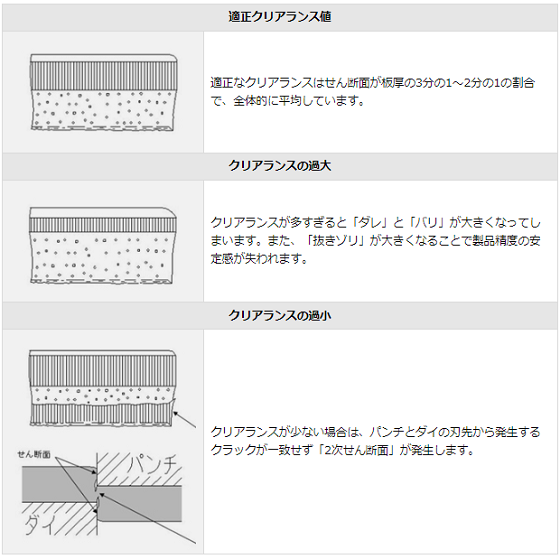 適正クリアランス値
適正なクリアランスはせん断面が板厚の3分の1～2分の1の割合
で、全体的に平均しています。
クリアランスの過大
クリアランスが多すぎると「ダレ」と「バリ」が大きくなってし
まいます。また、「抜きゾリ」が大きくなることで製品精度の安
定感が失われます。
クリアランスの過小
クリアランスが少ない場合は、パンチとダイの刃先から発生する
クラックが一致せず「2次せん断面」が発生します。
せん断面
パンチ
ダイ